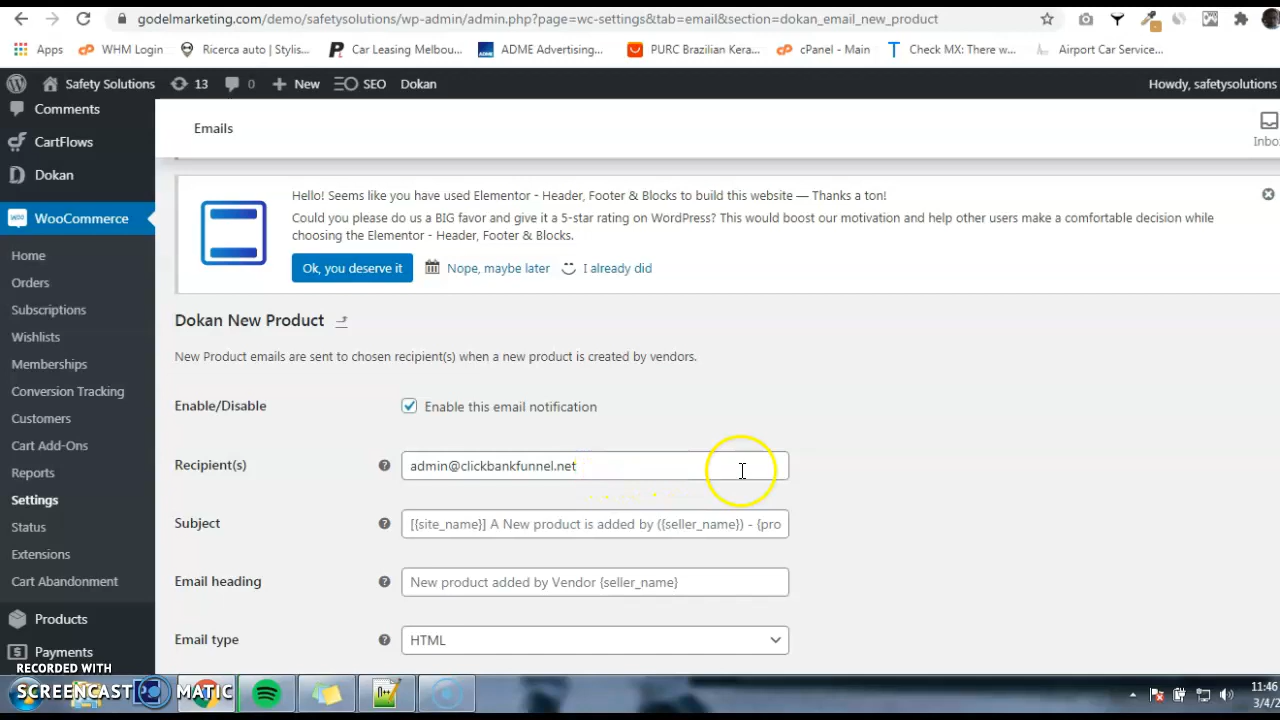 godelmarketing.com/demo/safetysolutions/wp-admin/admin.php?page=wc-settings&tab=email&section=dokan_email_new_product
Apps WHM Login Ricerca auto | Stylis... Car Leasing Melbou... ADME Advertising... PURC Brazilian Kera... cPanel - Main Check MX: There w... Airport Car Service...
Safety Solutions 13 0 New SEO Dokan Howdy, safetysolutions
Comments
CartFlows
Dokan
WooCommerce
Home
Orders
Subscriptions
Wishlists
Memberships
Conversion Tracking
Customers
Cart Add-Ons
Reports
Settings
Status
Extensions
Cart Abandonment
Products
Payments
Emails
Inbo
Hello! Seems like you have used Elementor - Header, Footer & Blocks to build this website — Thanks a ton!
Could you please do us a BIG favor and give it a 5-star rating on WordPress? This would boost our motivation and help other users make a comfortable decision while
choosing the Elementor - Header, Footer & Blocks.
Ok, you deserve it Nope, maybe later I already did
Dokan New Product
New Product emails are sent to chosen recipient(s) when a new product is created by vendors.
Enable/Disable Enable this email notification
Recipient(s) admin@clickbankfunnel.net
Subject [{site_name}] A New product is added by ({seller_name}) - {pro
Email heading New product added by Vendor {seller_name}
Email type HTML
RECORDED WITH
SCREENCAST MATIC
11:46
3/4/2